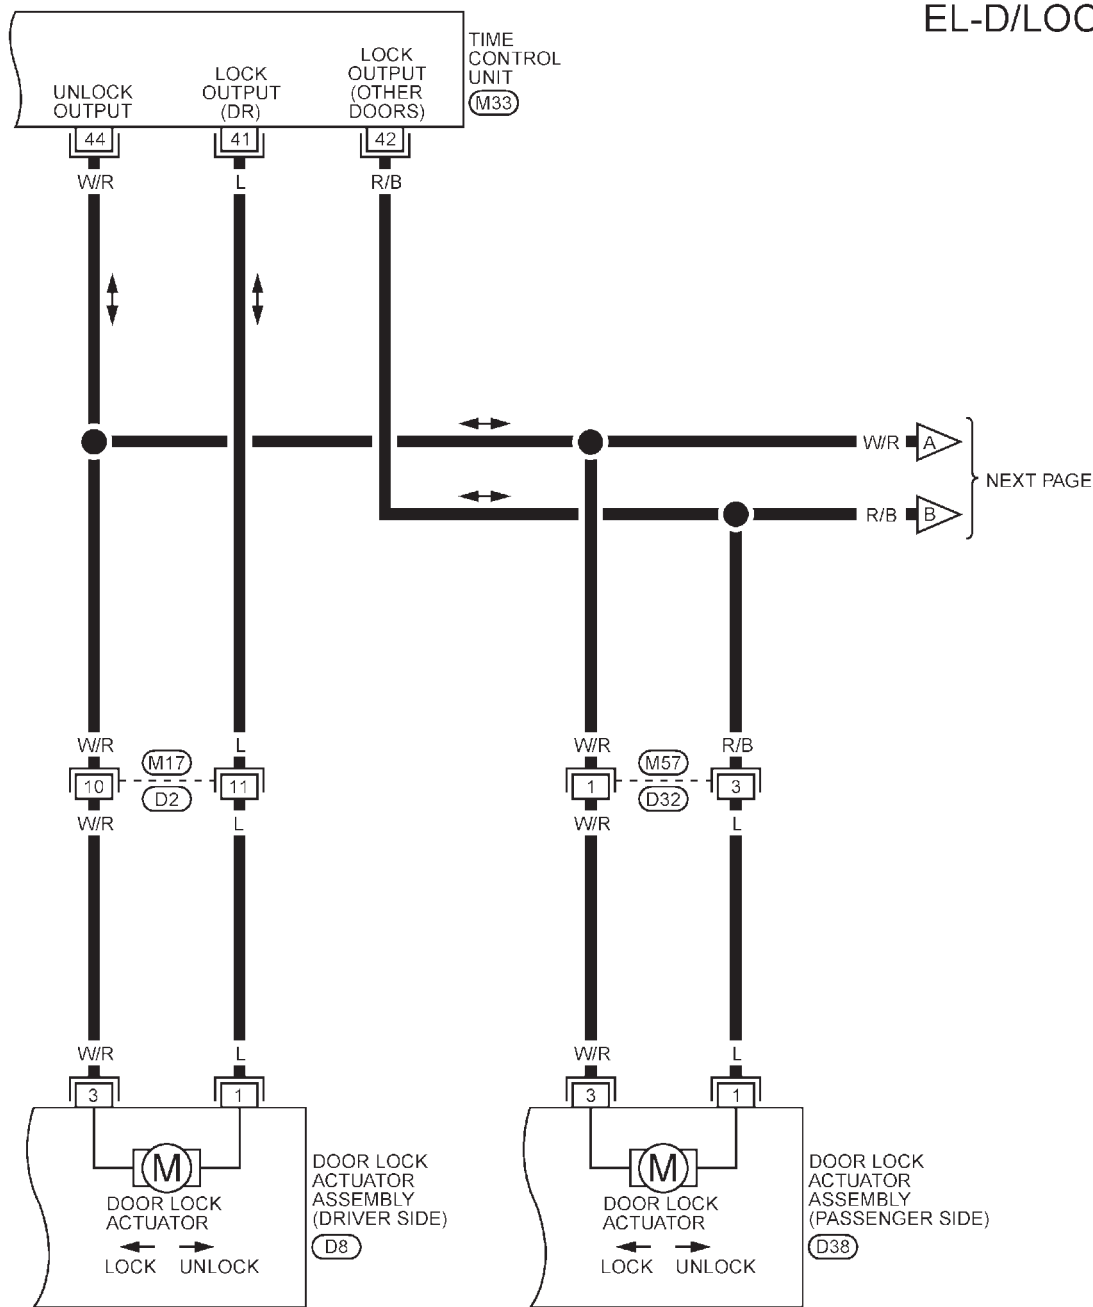 EL-D/LOC
TIME
CONTROL
UNIT
M33
UNLOCK
OUTPUT
LOCK
OUTPUT
(DR)
LOCK
OUTPUT
(OTHER
DOORS)
44
41
42
W/R
L
R/B
W/R
A
NEXT PAGE
R/B
B
W/R
L
W/R
R/B
10
M17
D2
11
1
M57
D32
3
W/R
L
W/R
L
W/R
L
W/R
L
3
1
3
1
M
DOOR LOCK
ACTUATOR
LOCK UNLOCK
DOOR LOCK
ACTUATOR
ASSEMBLY
(DRIVER SIDE)
D8
M
DOOR LOCK
ACTUATOR
LOCK UNLOCK
DOOR LOCK
ACTUATOR
ASSEMBLY
(PASSENGER SIDE)
D38